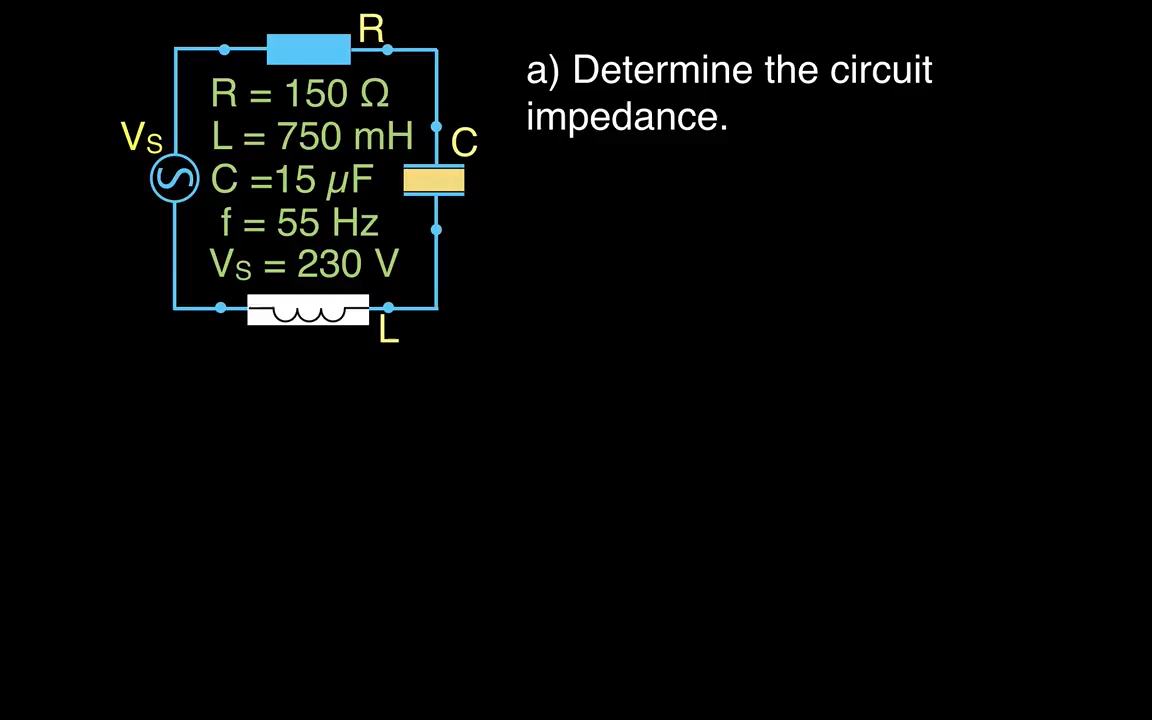 R
R = 150 Ω
L = 750 mH
C =15 µF
f = 55 Hz
VS = 230 V
VS
C
L
a) Determine the circuit
impedance.